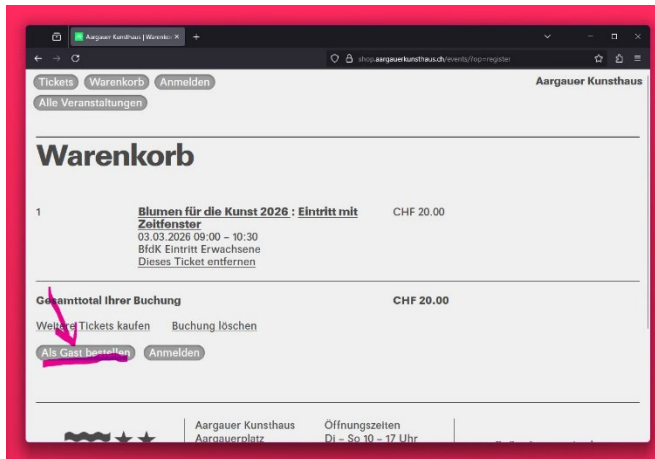 Aargauer Kunsthaus | Warenkor
shop.aargauerkunsthaus.ch/events/?op=register
Tickets Warenkorb Anmelden
Aargauer Kunsthaus
Alle Veranstaltungen
Warenkorb
1 Blumen für die Kunst 2026 : Eintritt mit CHF 20.00
Zeitfenster
03.03.2026 09:00 – 10:30
BfdK Eintritt Erwachsene
Dieses Ticket entfernen
Gesamttotal Ihrer Buchung CHF 20.00
Weitere Tickets kaufen Buchung löschen
Als Gast bestellen Anmelden
Aargauer Kunsthaus Öffnungszeiten
Aargauerplatz Di – So 10 – 17 Uhr